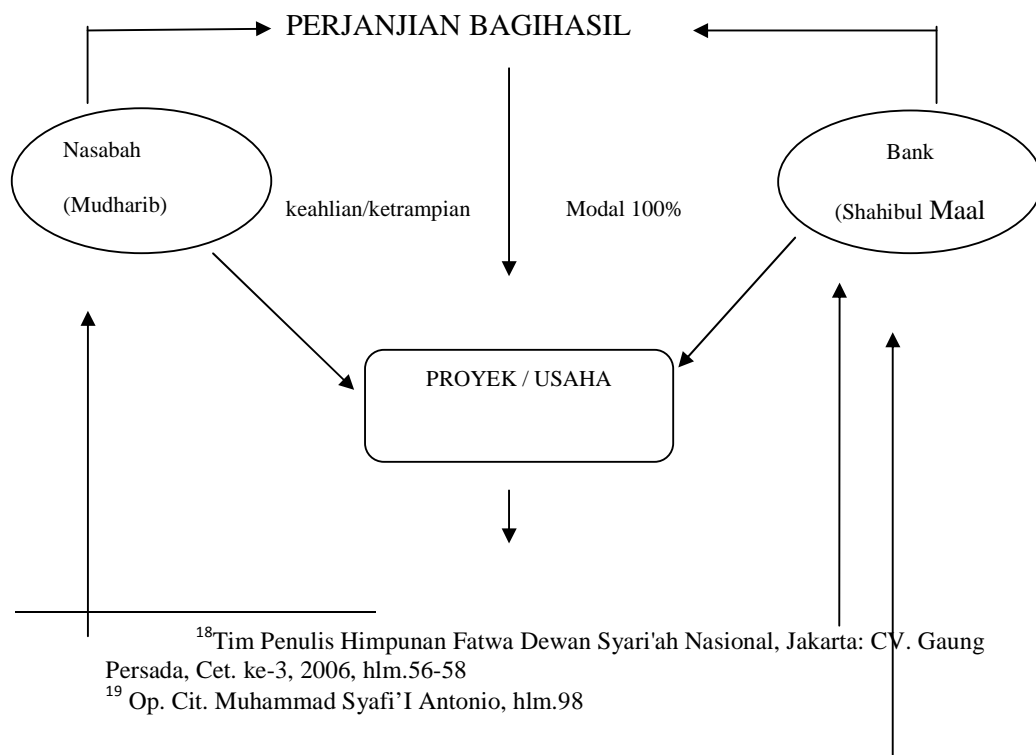 PERJANJIAN BAGIHASIL
Nasabah
(Mudharib)
keahlian/ketrampian
Modal 100%
Bank
(Shahibul Maal
PROYEK / USAHA
18Tim Penulis Himpunan Fatwa Dewan Syari'ah Nasional, Jakarta: CV. Gaung
Persada, Cet. ke-3, 2006, hlm.56-58
19 Op. Cit. Muhammad Syafi’I Antonio, hlm.98